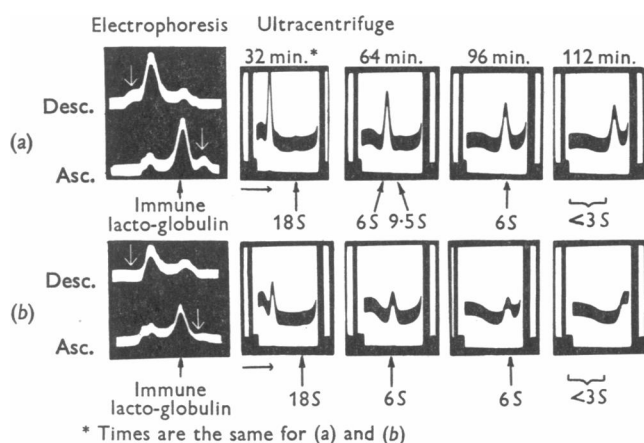 Electrophoresis Ultracentrifuge
32 min.* 64 min. 96 min. 112 min.
Desc.
(a)
Asc.
Immune
lacto-globulin
18S 6S 9·5S 6S <3S
Desc.
(b)
Asc.
Immune
lacto-globulin
18S 6S 6S <3S
* Times are the same for (a) and (b)